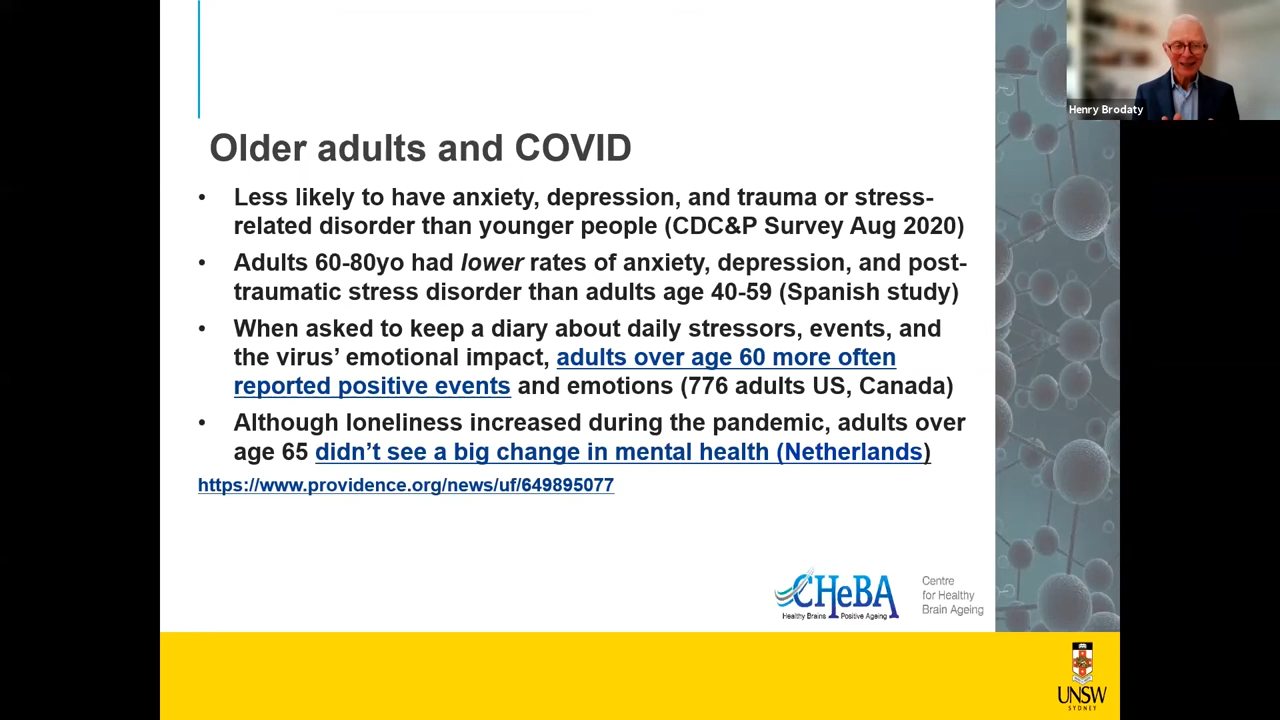 Henry Brodaty
Older adults and COVID
• Less likely to have anxiety, depression, and trauma or stress-
related disorder than younger people (CDC&P Survey Aug 2020)
• Adults 60-80yo had lower rates of anxiety, depression, and post-
traumatic stress disorder than adults age 40-59 (Spanish study)
• When asked to keep a diary about daily stressors, events, and
the virus’ emotional impact, adults over age 60 more often
reported positive events and emotions (776 adults US, Canada)
• Although loneliness increased during the pandemic, adults over
age 65 didn’t see a big change in mental health (Netherlands)
https://www.providence.org/news/uf/649895077
CHeBA
Healthy Brains Positive Ageing
Centre
for Healthy
Brain Ageing
UNSW
SYDNEY